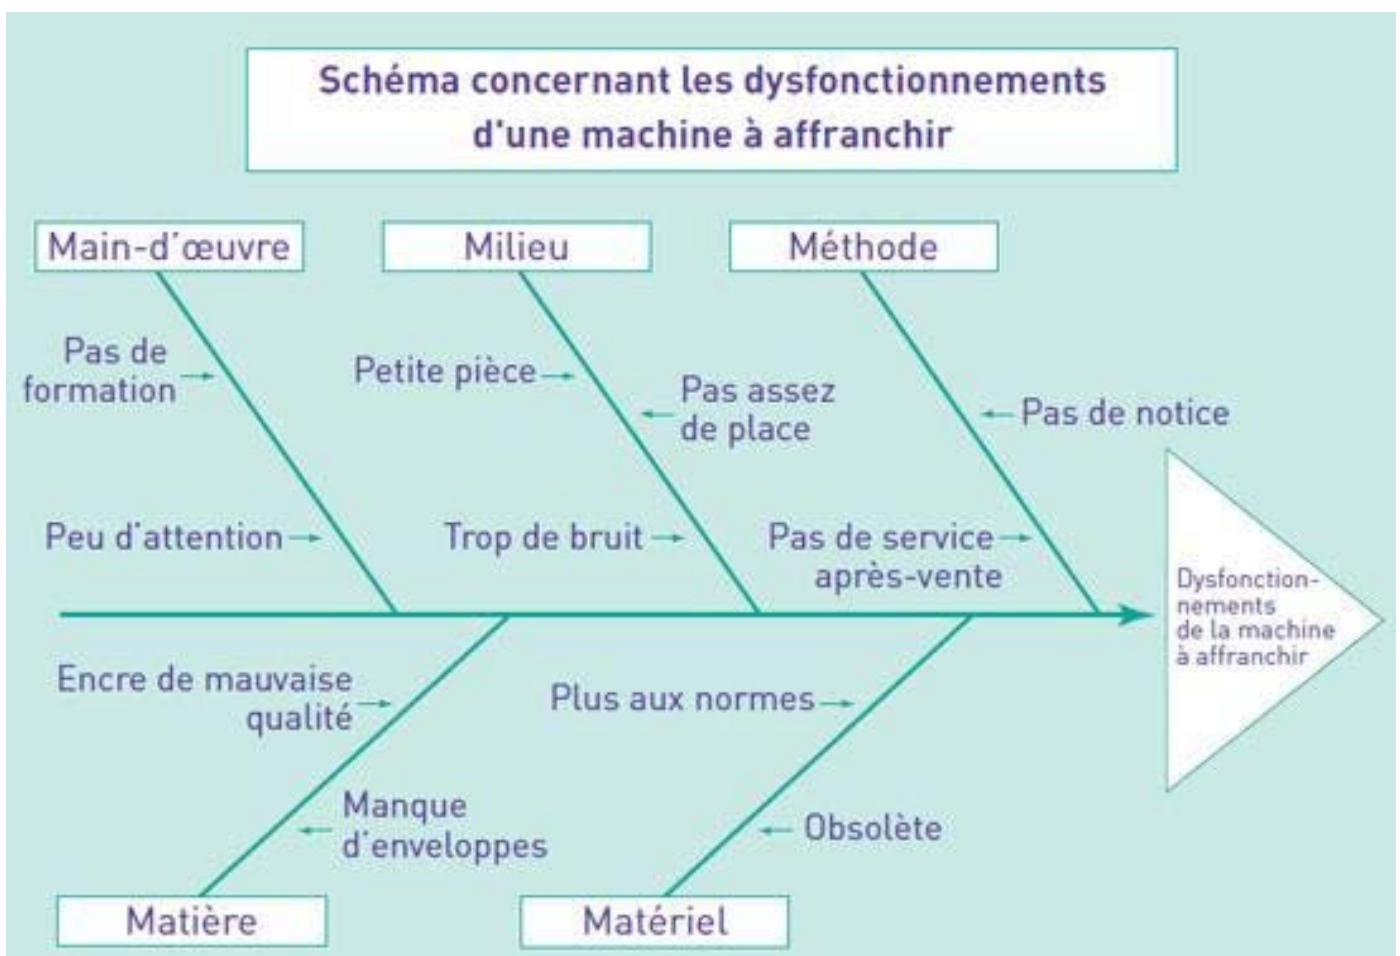 Schéma concernant les dysfonctionnements
d'une machine à affranchir
Main-d'œuvre
Milieu
Méthode
Pas de
formation
Petite pièce
Pas assez
de place
Pas de notice
Peu d'attention
Trop de bruit
Pas de service
après-vente
Dysfonction-
nements
de la machine
à affranchir
Encre de mauvaise
qualité
Plus aux normes
Manque
d'enveloppes
Obsolète
Matière
Matériel